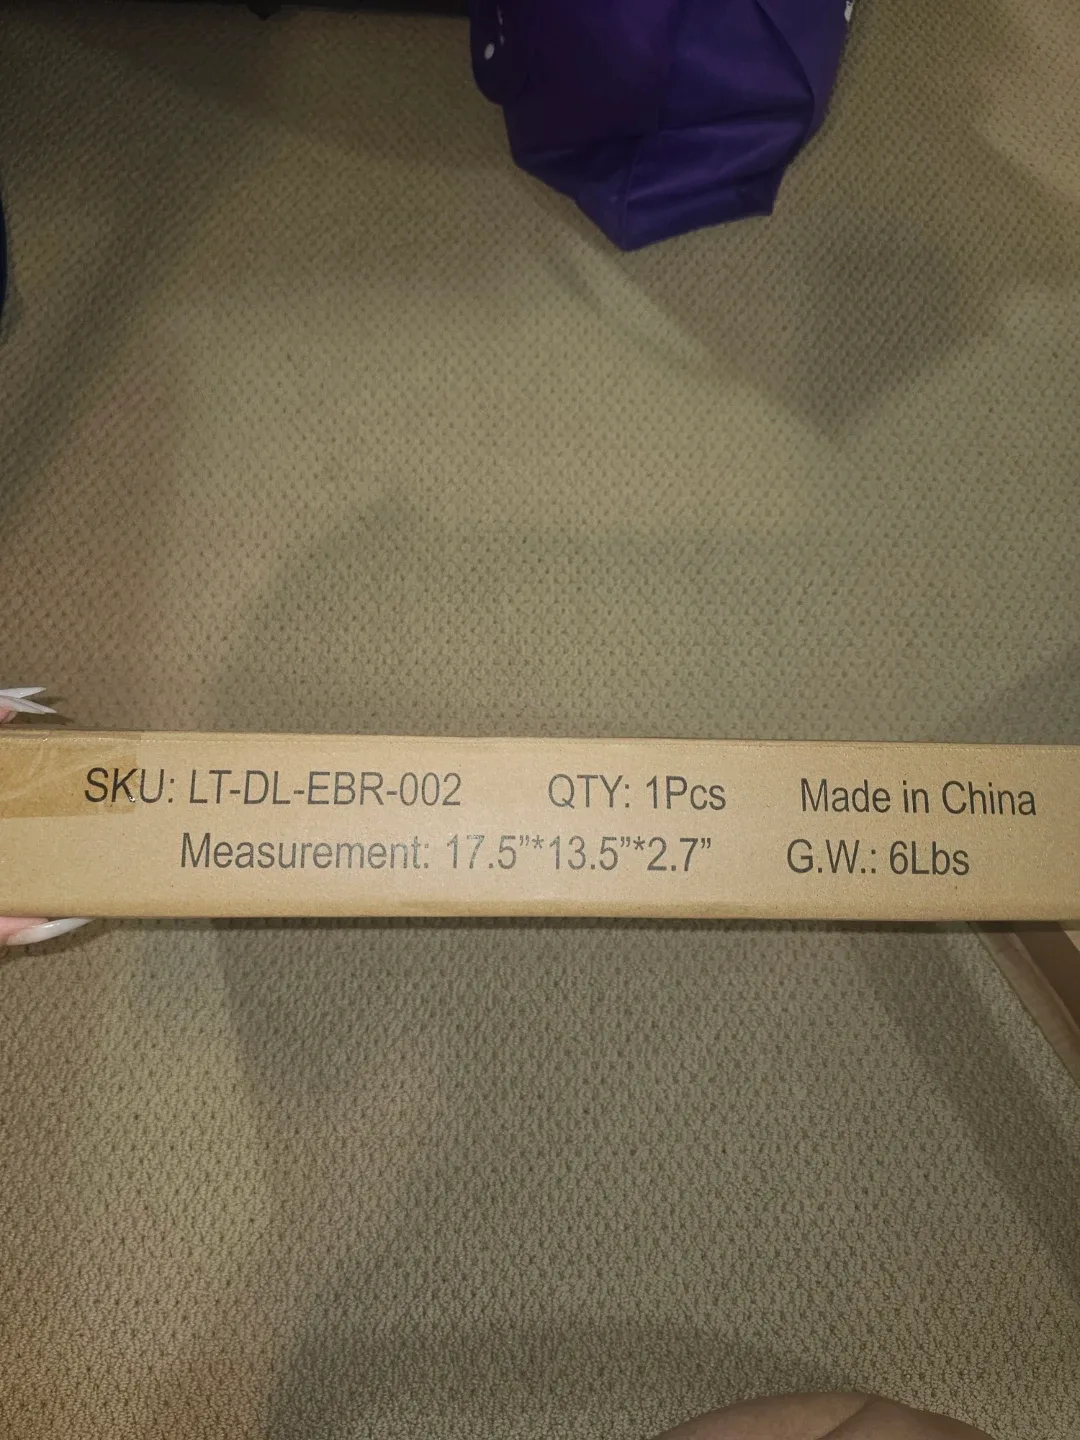 SKU: LT-DL-EBR-002 QTY: 1Pcs Made in China
Measurement: 17.5”*13.5”*2.7” G.W.: 6Lbs